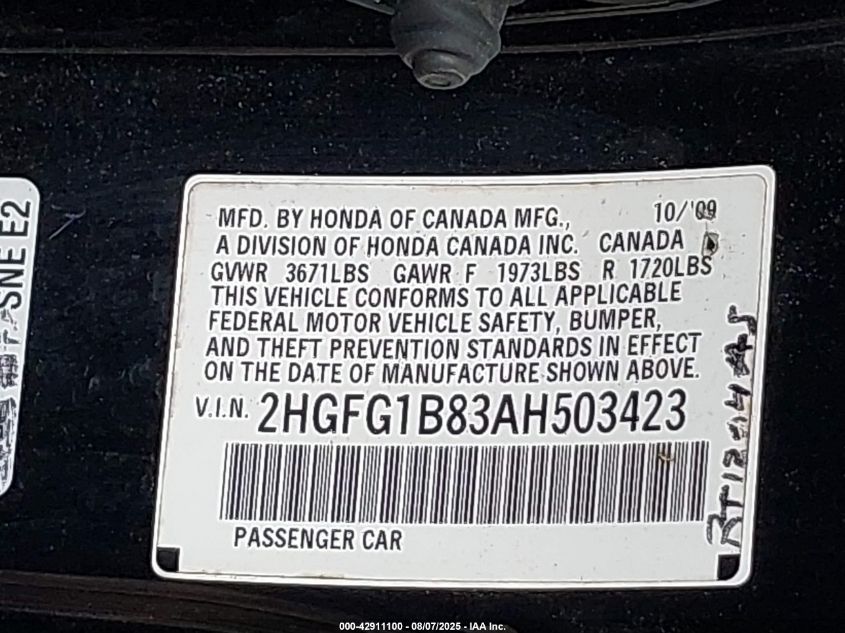 SNE E2
MFD. BY HONDA OF CANADA MFG., 10/'09
A DIVISION OF HONDA CANADA INC. CANADA
GVWR 3671LBS GAWR F 1973LBS R 1720LBS
THIS VEHICLE CONFORMS TO ALL APPLICABLE
FEDERAL MOTOR VEHICLE SAFETY, BUMPER,
AND THEFT PREVENTION STANDARDS IN EFFECT
ON THE DATE OF MANUFACTURE SHOWN ABOVE.
V.I.N. 2HGFG1B83AH503423
PASSENGER CAR
000-42911100 - 08/07/2025 - IAA Inc.